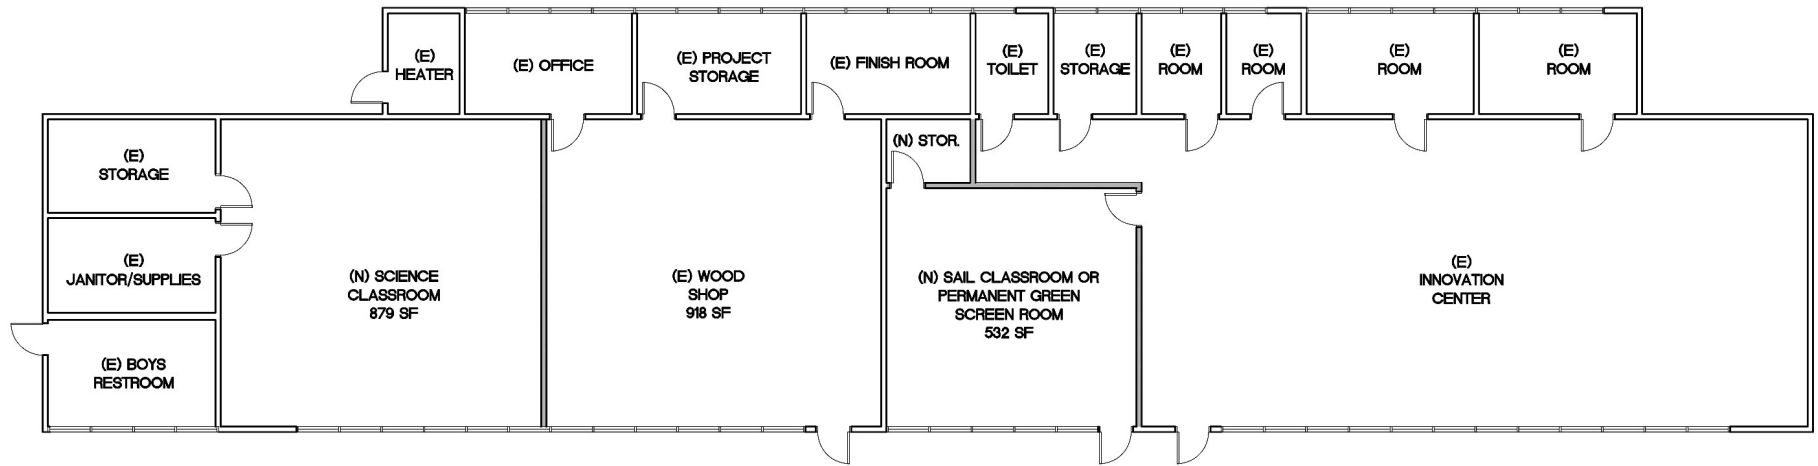 (E)
HEATER
(E) OFFICE
(E) PROJECT
STORAGE
(E) FINISH ROOM
(E)
TOILET
(E)
STORAGE
(E)
ROOM
(E)
ROOM
(E)
ROOM
(E)
ROOM
(E)
STORAGE
(N) STOR.
(E)
JANITOR/SUPPLIES
(N) SCIENCE
CLASSROOM
879 SF
(E) WOOD
SHOP
918 SF
(N) SAIL CLASSROOM OR
PERMANENT GREEN
SCREEN ROOM
532 SF
(E)
INNOVATION
CENTER
(E) BOYS
RESTROOM